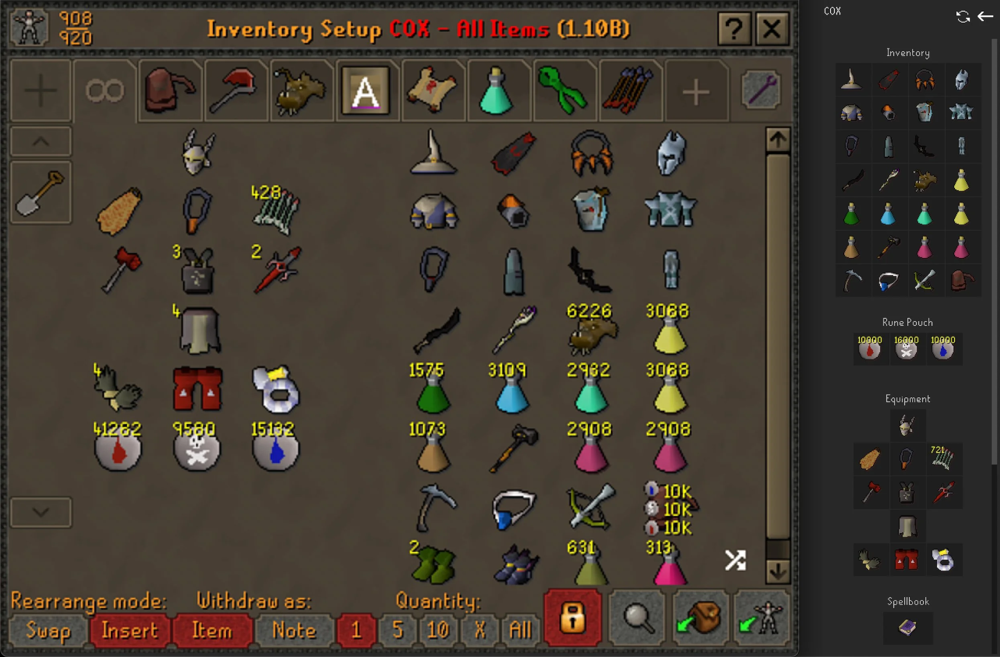 908
920
Inventory Setup COX - All Items (1.10B)
?
X
COX
A
Inventory
428
3
2
4
6226
3068
4
1575
3109
2982
3068
41282
9580
15132
1073
2908
2908
10K
10K
10K
2
631
313
Rune Pouch
10000
16000
10000
Equipment
721
Spellbook
Rearrange mode:
Withdraw as:
Quantity:
Swap
Insert
Item
Note
1
5
10
X
All